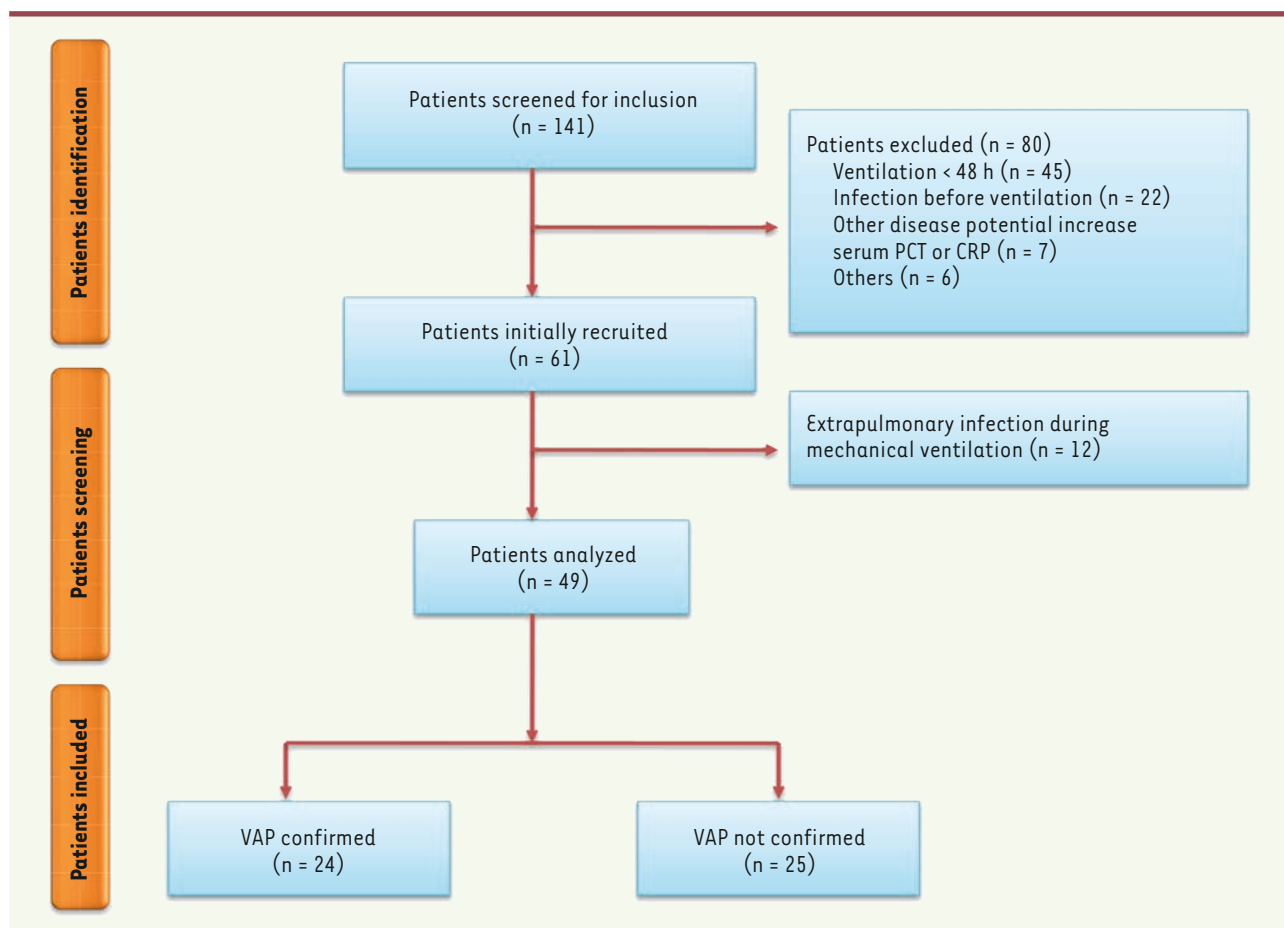 Patients identification
Patients screened for inclusion
(n = 141)
Patients excluded (n = 80)
Ventilation < 48 h (n = 45)
Infection before ventilation (n = 22)
Other disease potential increase
serum PCT or CRP (n = 7)
Others (n = 6)
Patients initially recruited
(n = 61)
Patients screening
Extrapulmonary infection during
mechanical ventilation (n = 12)
Patients analyzed
(n = 49)
Patients included
VAP confirmed
(n = 24)
VAP not confirmed
(n = 25)